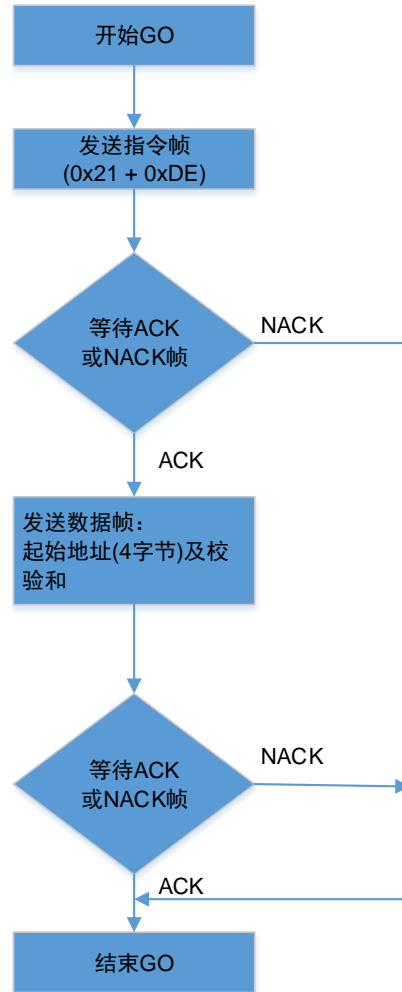 开始GO
发送指令帧
(0x21 + 0xDE)
等待ACK
或NACK帧
NACK
ACK
发送数据帧：
起始地址(4字节)及校
验和
等待ACK
或NACK帧
NACK
ACK
结束GO